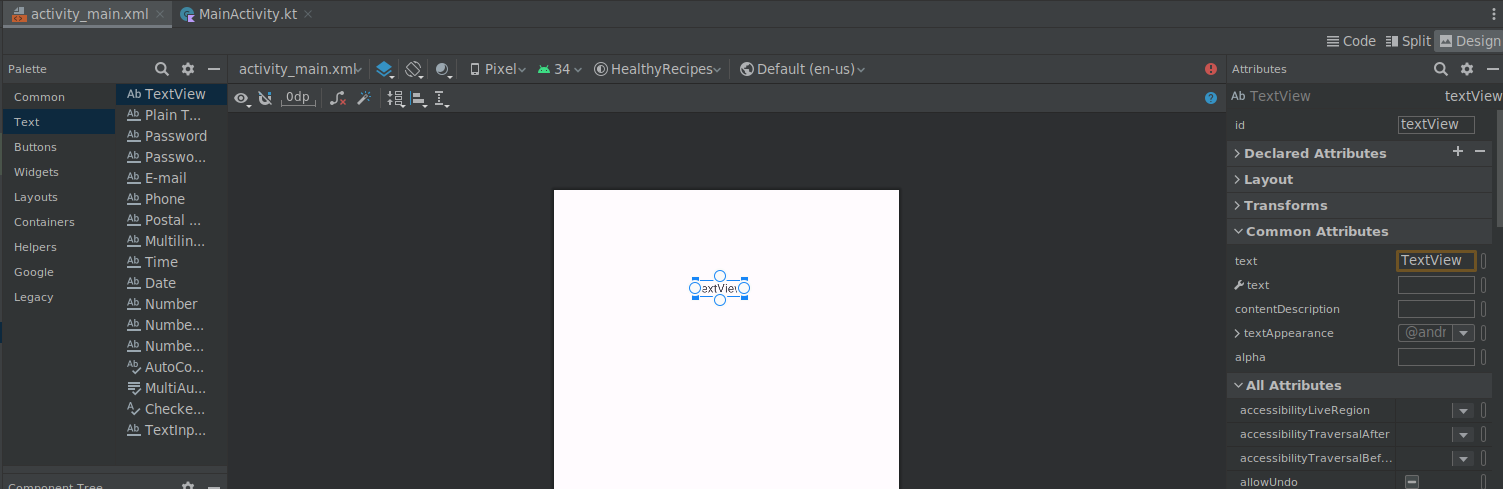 activity_main.xml
MainActivity.kt
Code
Split
Design
Palette
activity_main.xml
Pixel
34
HealthyRecipes
Default (en-us)
Attributes
0dp
Ab TextView
textView
id
textView
Common
Text
Buttons
Widgets
Layouts
Containers
Helpers
Google
Legacy
Ab TextView
Ab Plain T...
Ab Password
Ab Passwo...
Ab E-mail
Ab Phone
Ab Postal ...
Ab Multilin...
Ab Time
Ab Date
Ab Number
Ab Numbe...
Ab Numbe...
Ab AutoCo...
MultiAu...
A Checke...
Ab TextInp...
Component Tree
extView
Declared Attributes
Layout
Transforms
Common Attributes
text
TextView
text
contentDescription
textAppearance
@andr
alpha
All Attributes
accessibilityLiveRegion
accessibilityTraversalAfter
accessibilityTraversalBef...
allowUndo